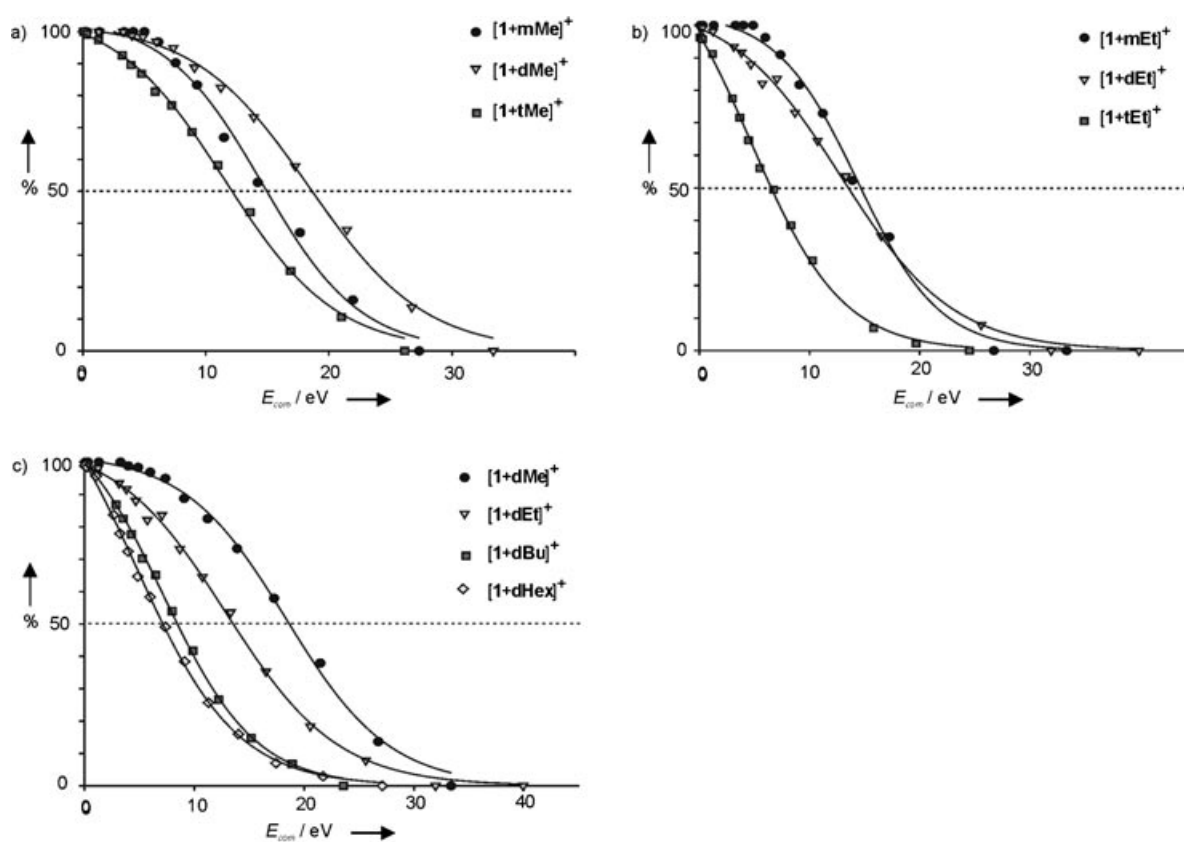 a)
100
50
0
%
0
10
20
30
E_com / eV
[1+mMe]+
[1+dMe]+
[1+tMe]+
b)
100
50
0
%
0
10
20
30
E_com / eV
[1+mEt]+
[1+dEt]+
[1+tEt]+
c)
100
50
0
%
0
10
20
30
40
E_com / eV
[1+dMe]+
[1+dEt]+
[1+dBu]+
[1+dHex]+